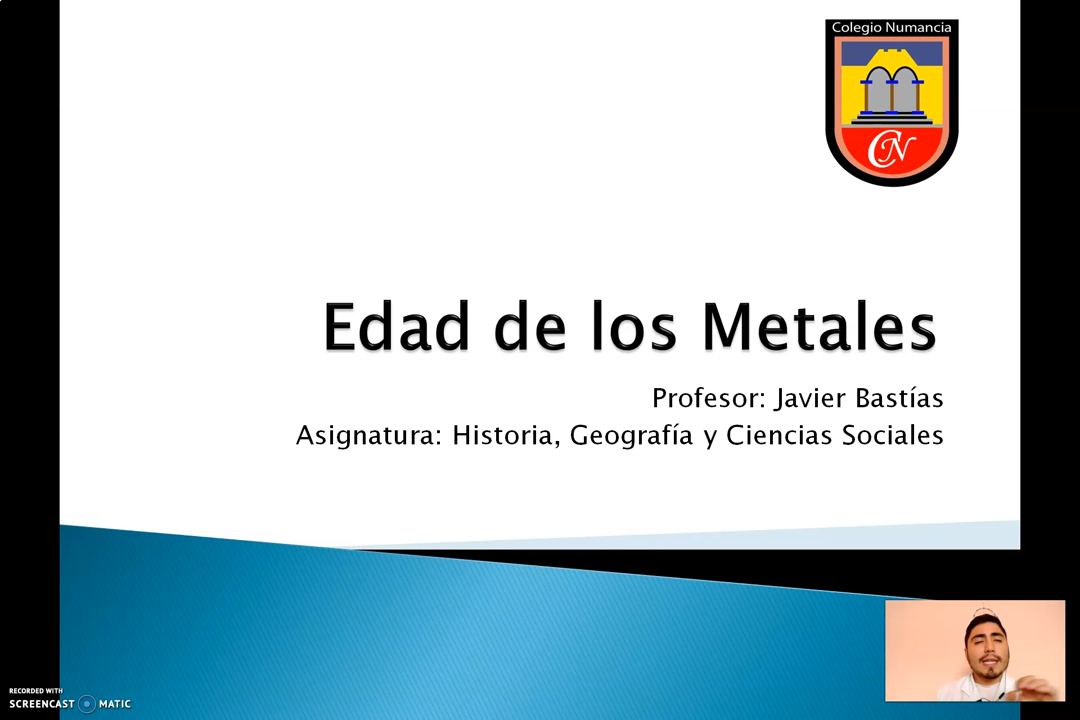 Colegio Numancia
CN
Edad de los Metales
Profesor: Javier Bastías
Asignatura: Historia, Geografía y Ciencias Sociales
RECORDED WITH
SCREENCAST MATIC